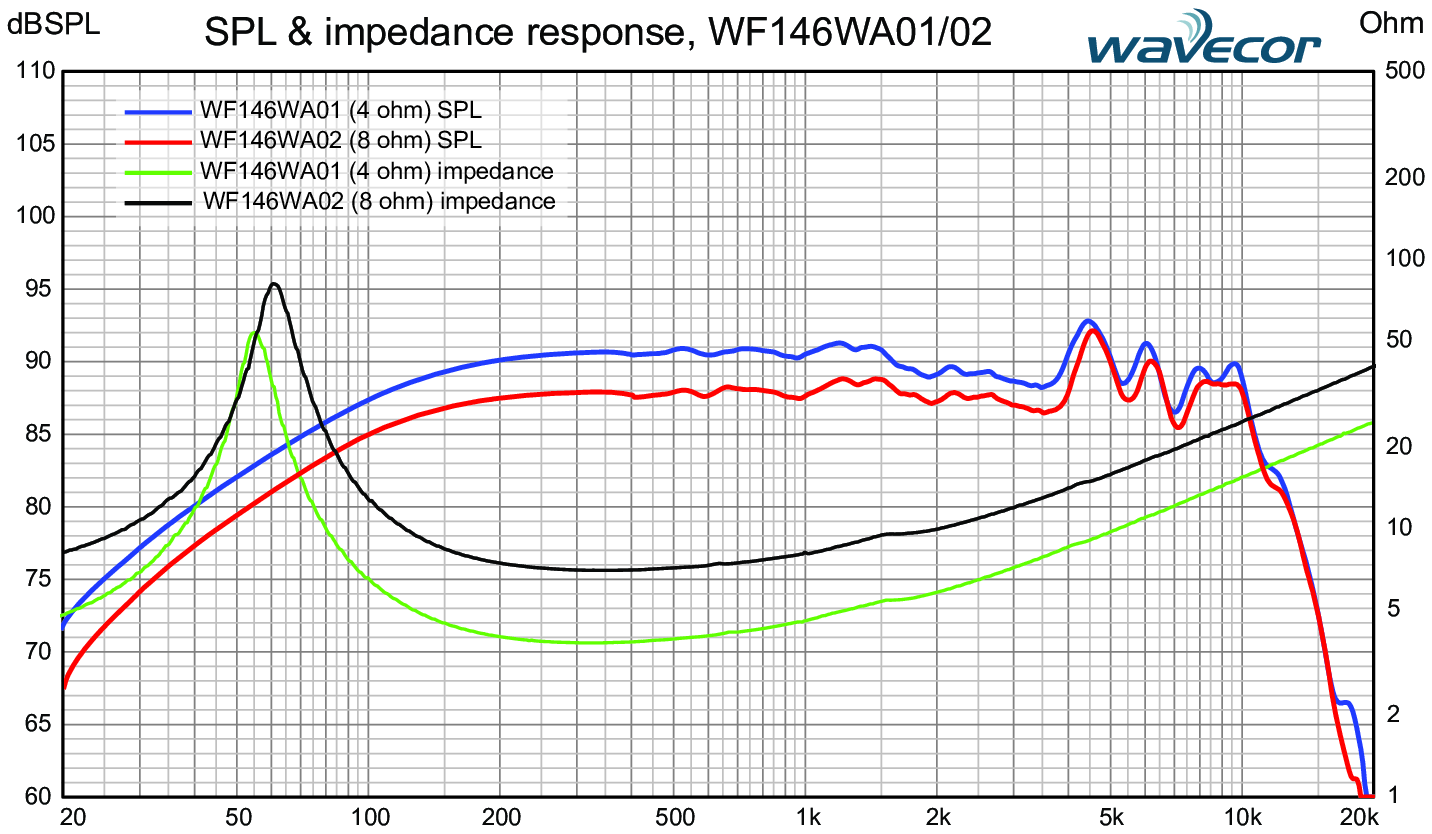 dBSPL
SPL & impedance response, WF146WA01/02
wavecor
Ohm
110
105
100
95
90
85
80
75
70
65
60
WF146WA01 (4 ohm) SPL
WF146WA02 (8 ohm) SPL
WF146WA01 (4 ohm) impedance
WF146WA02 (8 ohm) impedance
500
200
100
50
20
10
5
2
1
20 50 100 200 500 1k 2k 5k 10k 20k